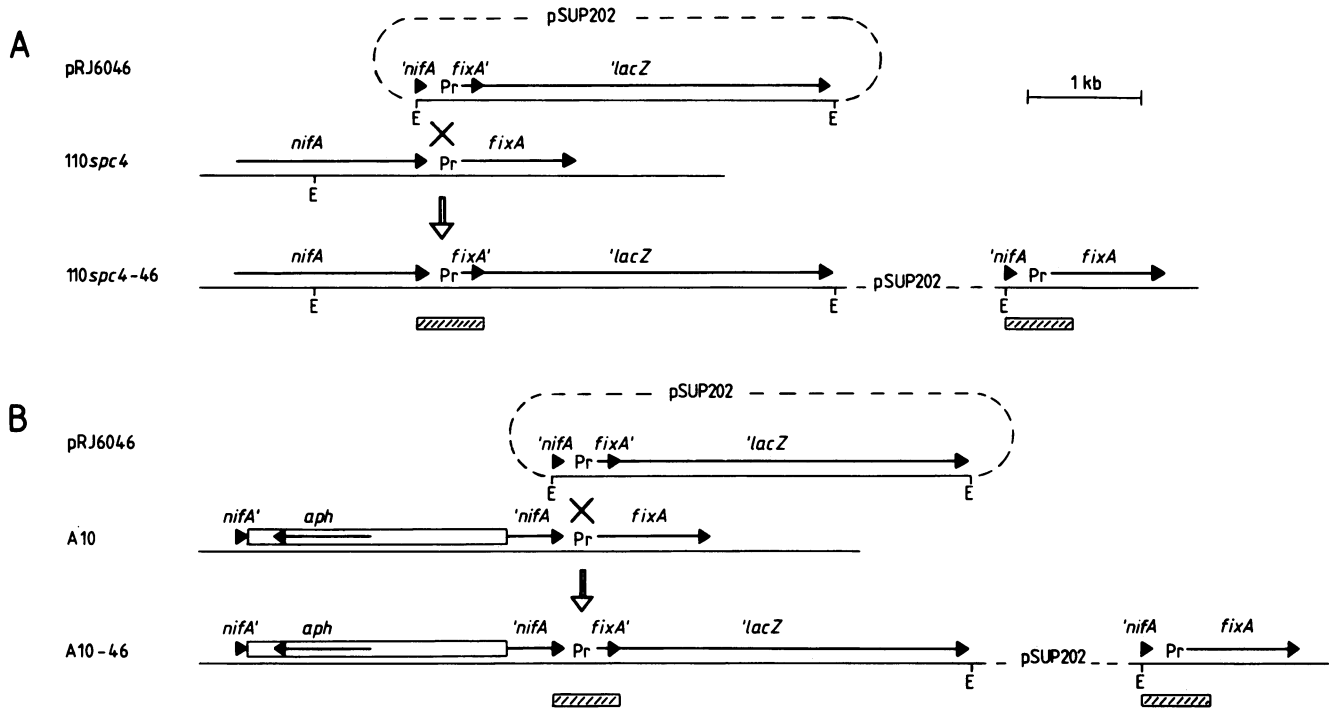 A
pSUP202
pRJ6046
'nifA fixA' 'lacZ
Pr
1 kb
E E
nifA fixA
110spc4
Pr
E
nifA fixA' 'lacZ 'nifA fixA
110spc4-46
Pr Pr
pSUP202
E E E
B
pSUP202
pRJ6046
'nifA fixA' 'lacZ
Pr
E E
nifA' aph 'nifA fixA
A10
Pr
nifA' aph 'nifA fixA' 'lacZ 'nifA fixA
A10-46
Pr Pr
pSUP202
E E